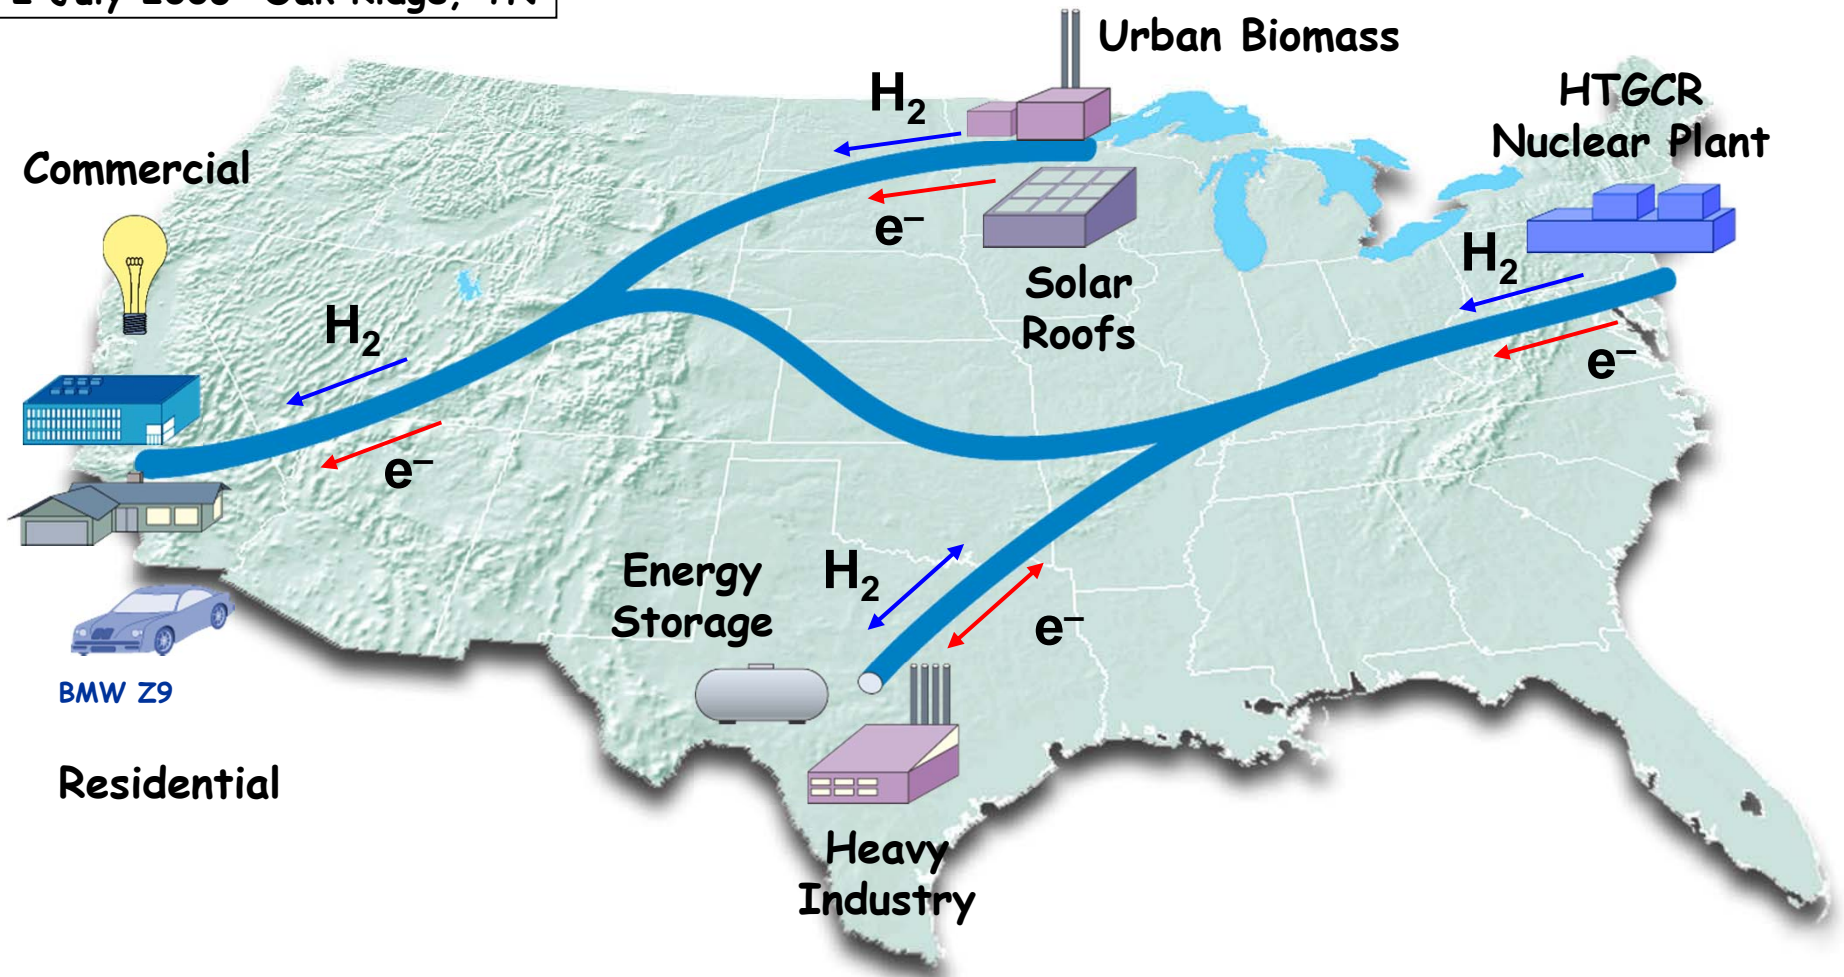 Urban Biomass
HTGCR
Nuclear Plant
H₂
Commercial
e⁻
H₂
Solar
Roofs
H₂
e⁻
e⁻
Energy
Storage
H₂
e⁻
BMW Z9
Residential
Heavy
Industry